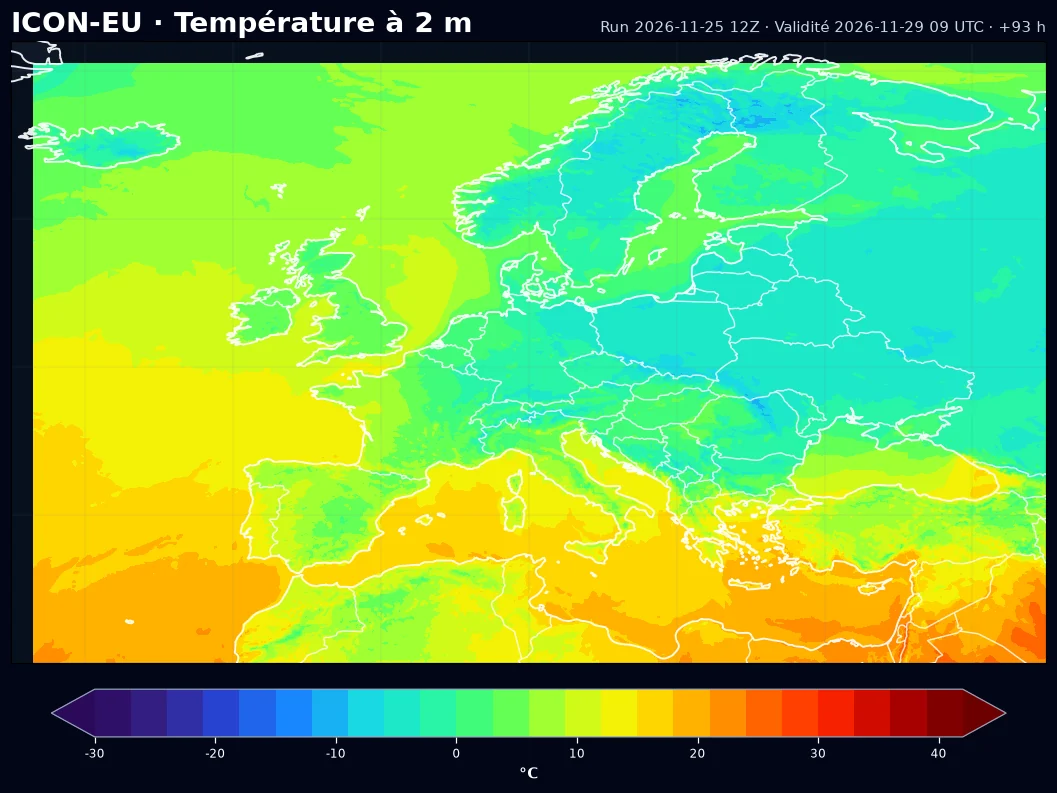 ICON-EU · Température à 2 m
Run 2026-11-25 12Z · Validité 2026-11-29 09 UTC · +93 h
-30 -20 -10 0 10 20 30 40
°C